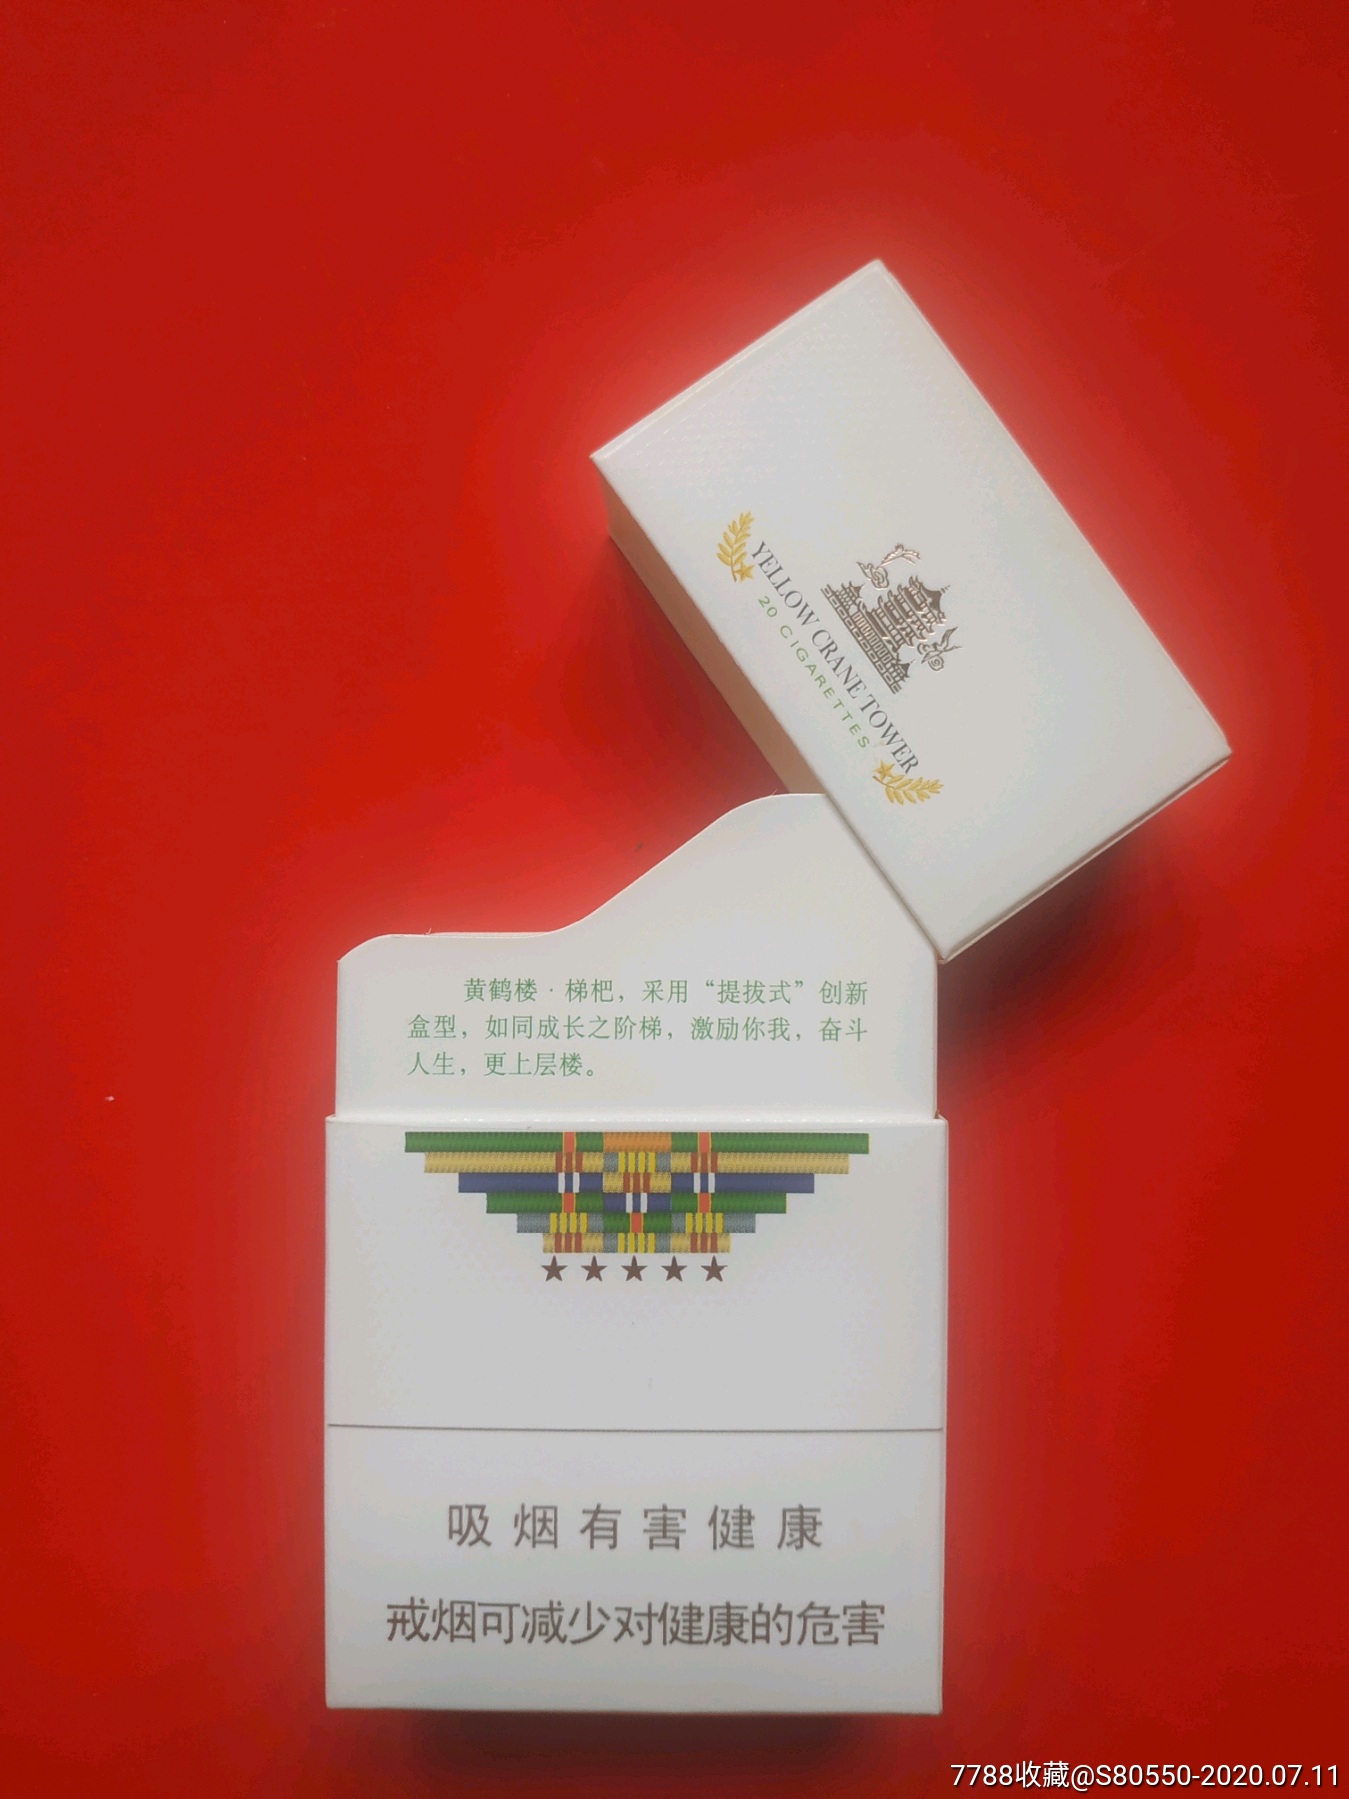 YELLOW CRANE TOWER
20 CIGARETTES
黄鹤楼·梯杷，采用“提拔式”创新
盒型，如同成长之阶梯，激励你我，奋斗
人生，更上层楼。
吸烟有害健康
戒烟可减少对健康的危害
7788收藏@S80550-2020.07.11